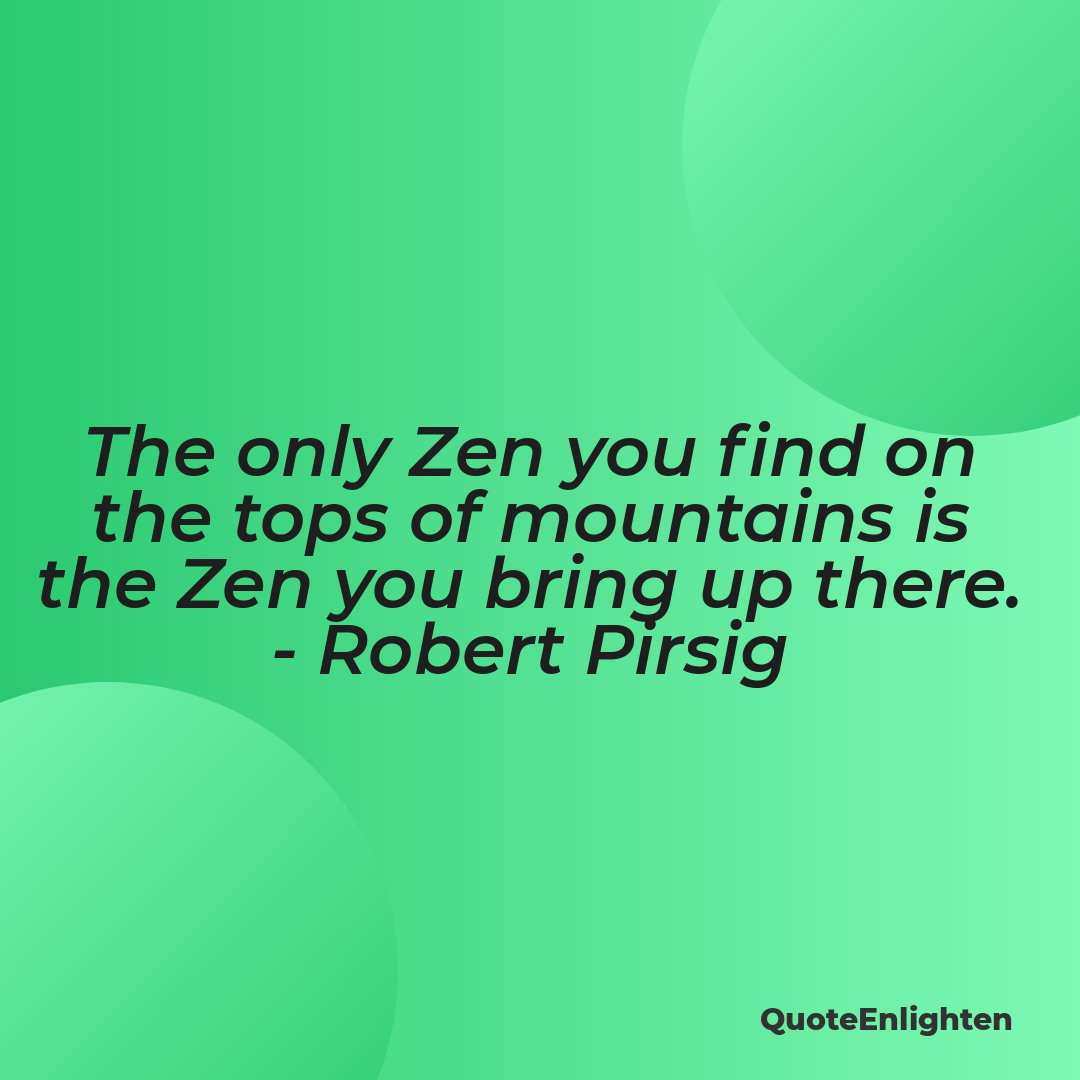 The only Zen you find on
the tops of mountains is
the Zen you bring up there.
- Robert Pirsig
QuoteEnlighten